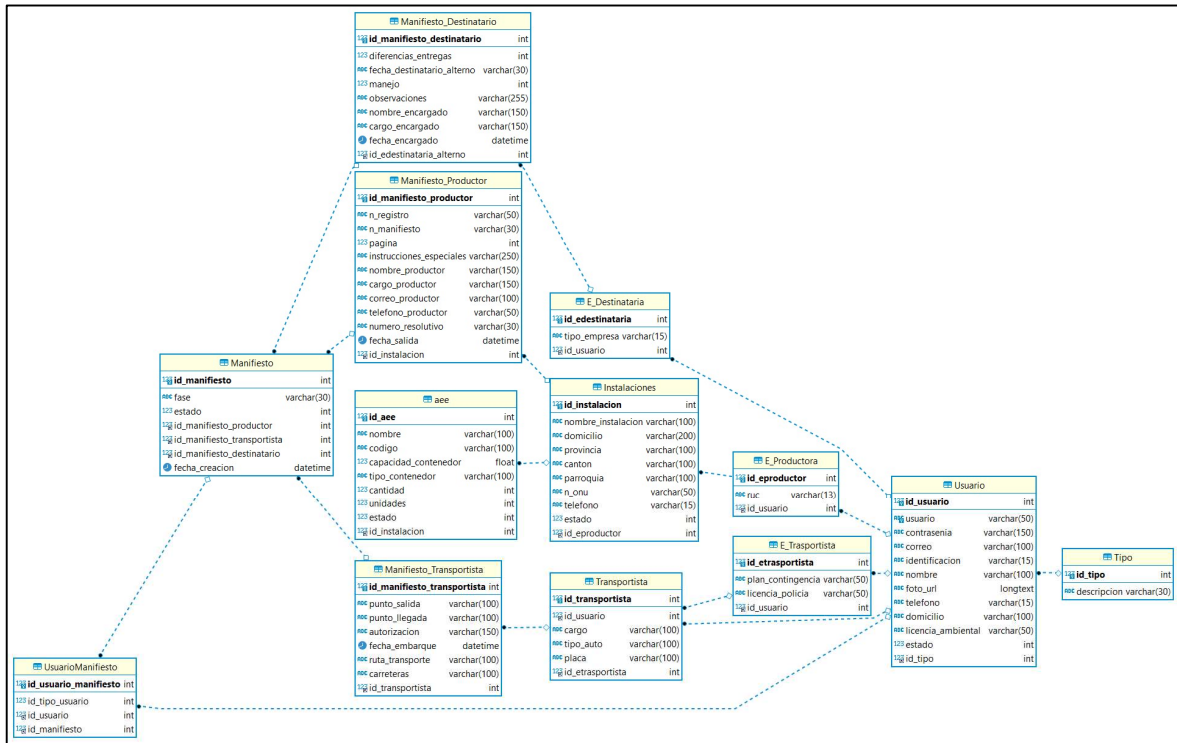 Manifiesto_Destinatario
id_manifiesto_destinatario int
diferencias_entregas int
fecha_destinatario_alterno varchar(30)
manejo int
observaciones varchar(255)
nombre_encargado varchar(150)
cargo_encargado varchar(150)
fecha_encargado datetime
id_edestinataria_alterno int
Manifiesto_Productor
id_manifiesto_productor int
n_registro varchar(50)
n_manifiesto varchar(30)
pagina int
instrucciones_especiales varchar(250)
nombre_productor varchar(150)
cargo_productor varchar(150)
correo_productor varchar(100)
telefono_productor varchar(50)
numero_resolutivo varchar(30)
fecha_salida datetime
id_instalacion int
E_Destinataria
id_edestinataria int
tipo_empresa varchar(15)
id_usuario int
Manifiesto
id_manifiesto int
fase varchar(30)
estado int
id_manifiesto_productor int
id_manifiesto_transportista int
id_manifiesto_destinatario int
fecha_creacion datetime
aee
id_aee int
nombre varchar(100)
codigo varchar(100)
capacidad_contenedor float
tipo_contenedor varchar(100)
cantidad int
unidades int
estado int
id_instalacion int
Instalaciones
id_instalacion int
nombre_instalacion varchar(100)
domicilio varchar(200)
provincia varchar(100)
canton varchar(100)
parroquia varchar(100)
n_onu varchar(50)
telefono varchar(15)
estado int
id_eproductor int
E_Productora
id_eproductor int
ruc varchar(13)
id_usuario int
Usuario
id_usuario int
usuario varchar(50)
contrasenia varchar(150)
correo varchar(100)
identificacion varchar(15)
nombre varchar(100)
foto_url longtext
telefono varchar(15)
domicilio varchar(100)
licencia_ambiental varchar(50)
estado int
id_tipo int
E_Trasportista
id_etrasportista int
plan_contingencia varchar(50)
licencia_policia varchar(50)
id_usuario int
Tipo
id_tipo int
descripcion varchar(30)
Manifiesto_Transportista
id_manifiesto_transportista int
punto_salida varchar(100)
punto_llegada varchar(100)
autorizacion varchar(150)
fecha_embarque datetime
ruta_transporte varchar(100)
carreteras varchar(100)
id_transportista int
Transportista
id_transportista int
id_usuario int
cargo varchar(100)
tipo_auto varchar(100)
placa varchar(100)
id_etrasportista int
UsuarioManifiesto
id_usuario_manifiesto int
id_tipo_usuario int
id_usuario int
id_manifiesto int